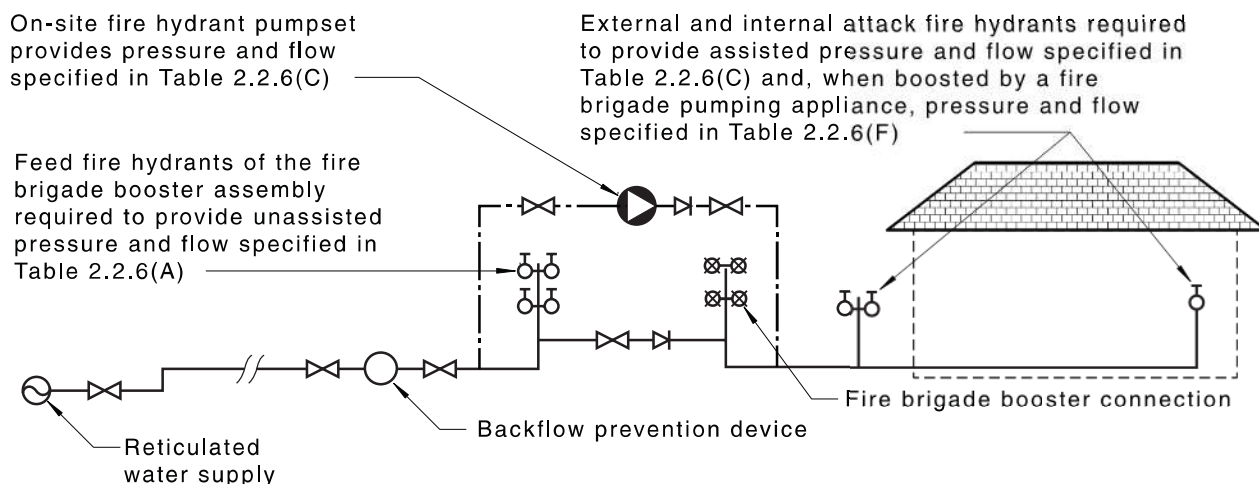 On-site fire hydrant pumpset
provides pressure and flow
specified in Table 2.2.6(C)
External and internal attack fire hydrants required
to provide assisted pressure and flow specified in
Table 2.2.6(C) and, when boosted by a fire
brigade pumping appliance, pressure and flow
specified in Table 2.2.6(F)
Feed fire hydrants of the fire
brigade booster assembly
required to provide unassisted
pressure and flow specified in
Table 2.2.6(A)
Fire brigade booster connection
Backflow prevention device
Reticulated
water supply